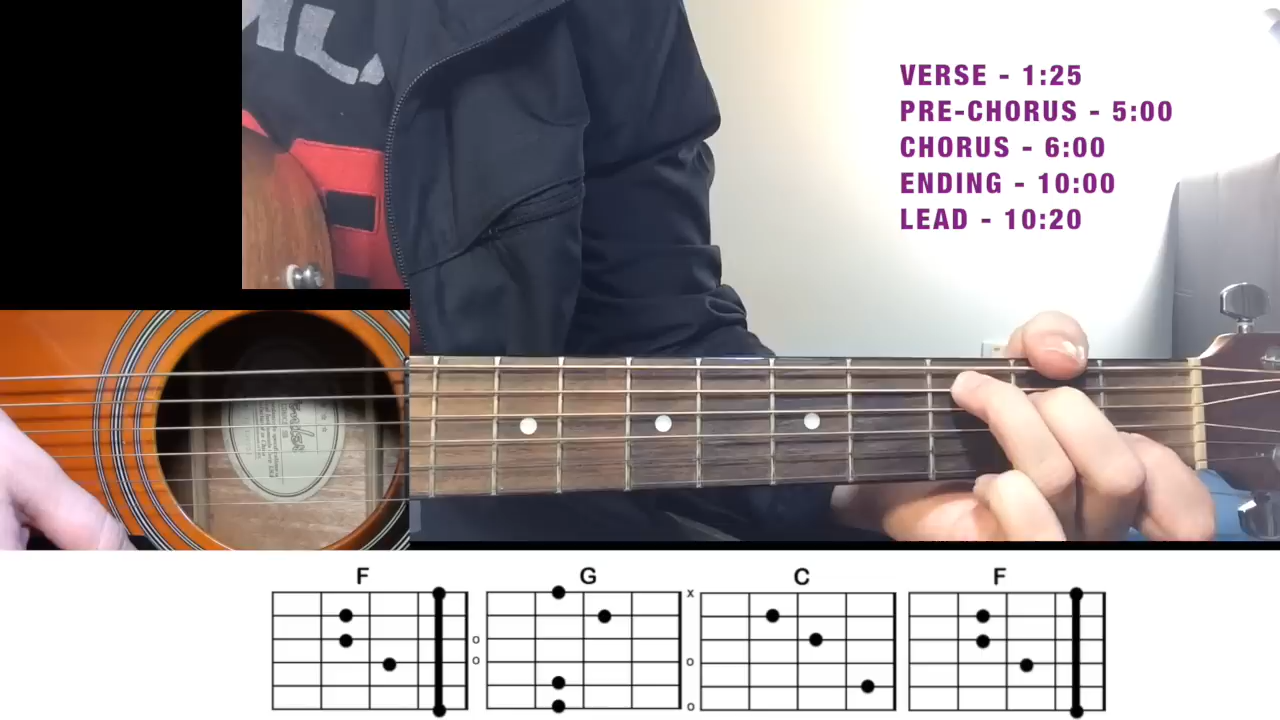 VERSE - 1:25
PRE-CHORUS - 5:00
CHORUS - 6:00
ENDING - 10:00
LEAD - 10:20
F G C F
x
o
o
o
o